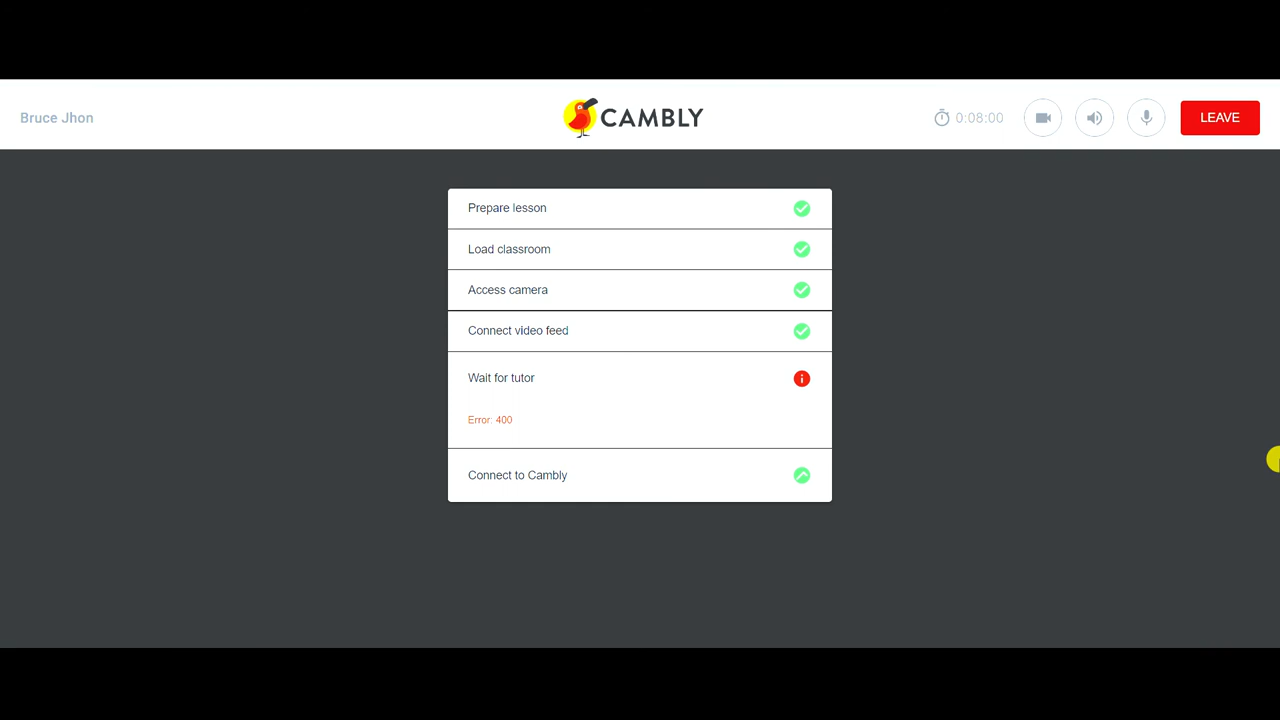 Bruce Jhon
CAMBLY
0:08:00
LEAVE
Prepare lesson
Load classroom
Access camera
Connect video feed
Wait for tutor
Error: 400
Connect to Cambly